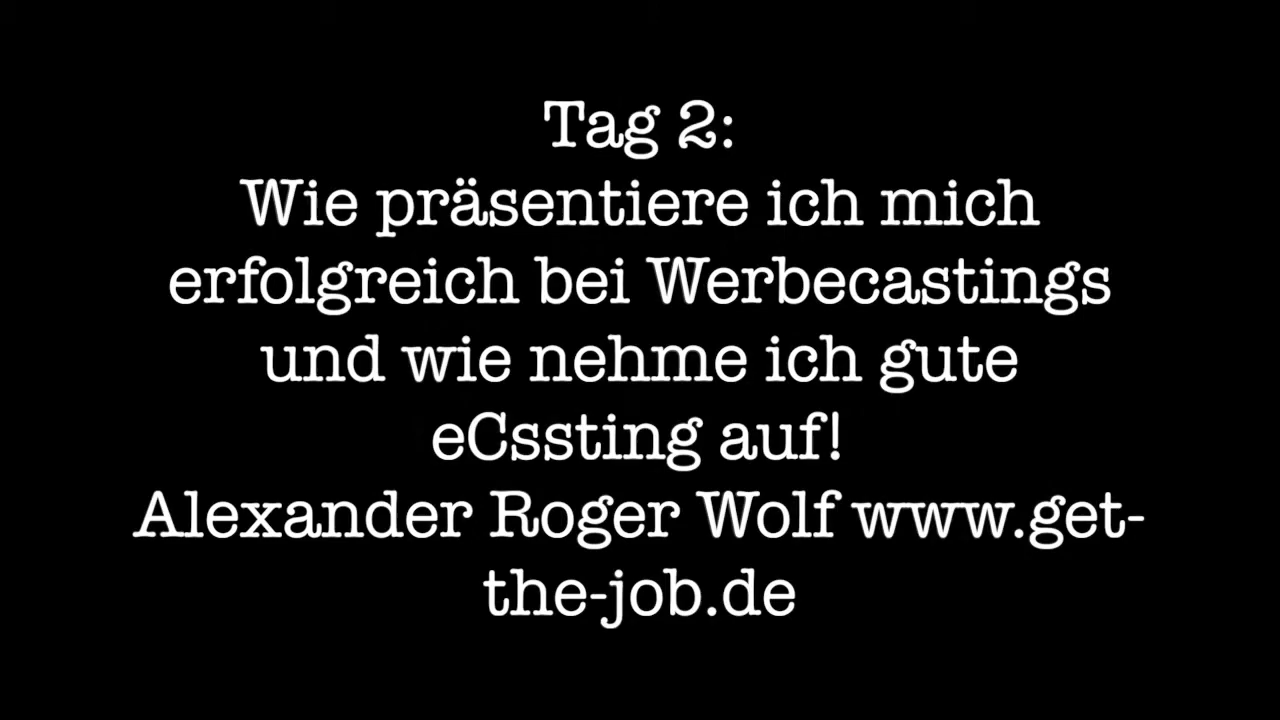 Tag 2:
Wie präsentiere ich mich
erfolgreich bei Werbecastings
und wie nehme ich gute
eCssting auf!
Alexander Roger Wolf www.get-
the-job.de